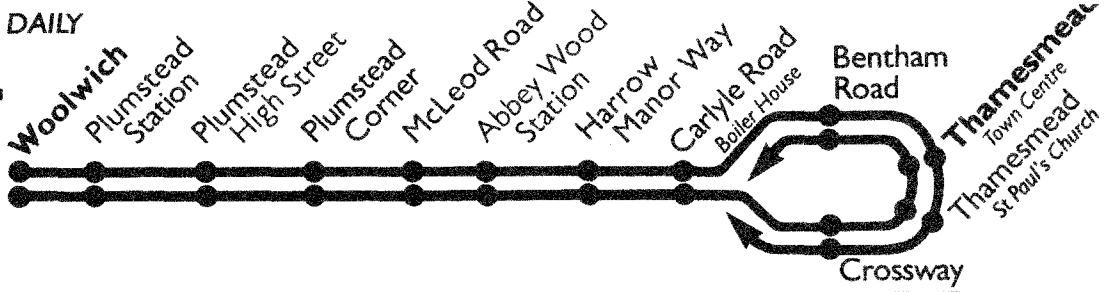 DAILY
Woolwich
Plumstead
Station
Plumstead
High Street
Plumstead
Corner
McLeod Road
Abbey Wood
Station
Harrow
Manor Way
Carlyle Road
Boiler House
Bentham
Road
Thamesmead
Town Centre
Thamesmead
St Paul's Church
Crossway